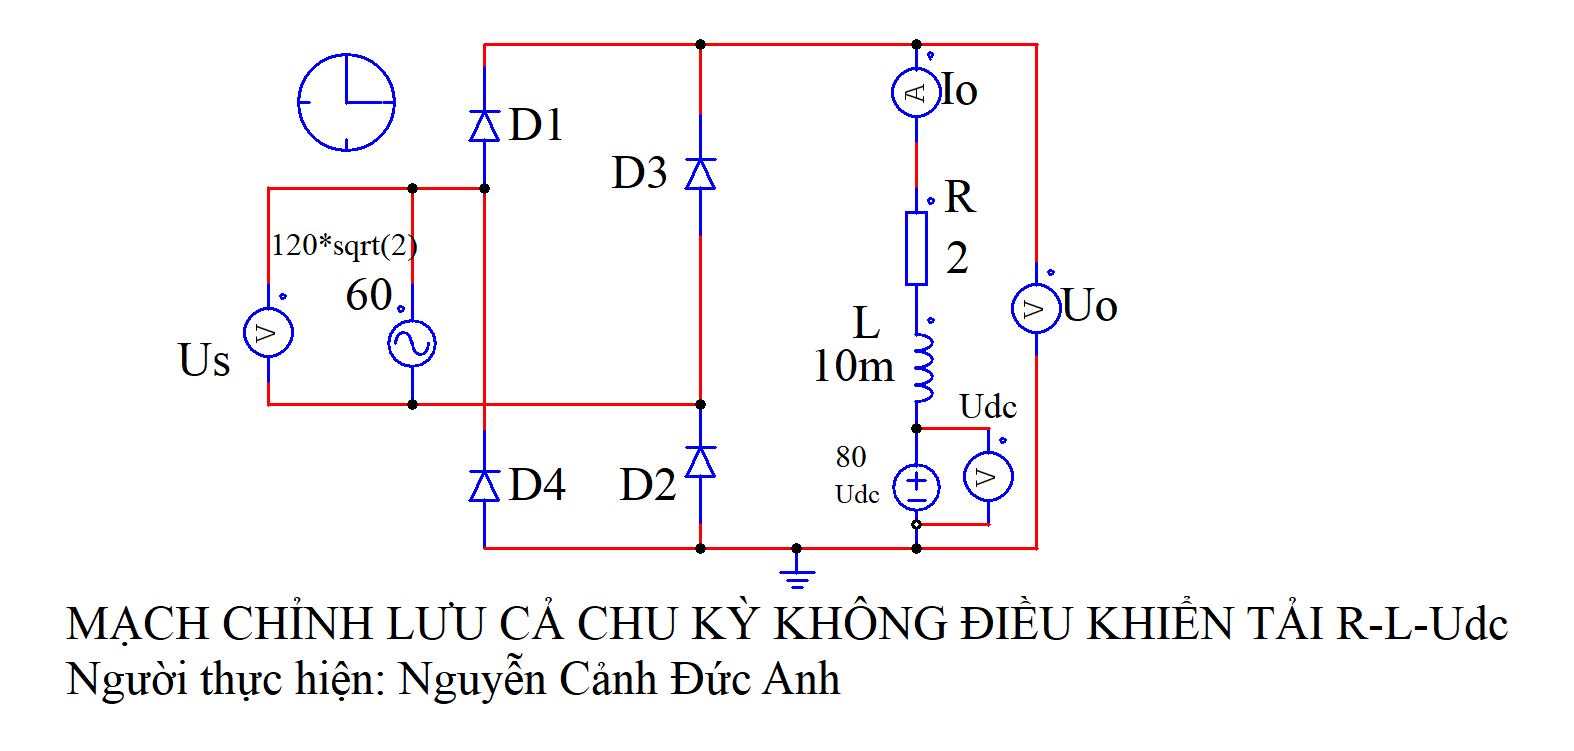 D1
A
Io
D3
R
120*sqrt(2)
2
60
V
Us
V
Uo
L
10m
Udc
80
Udc
V
D4
D2
MẠCH CHỈNH LƯU CẢ CHU KỲ KHÔNG ĐIỀU KHIỂN TẢI R-L-Udc
Người thực hiện: Nguyễn Cảnh Đức Anh